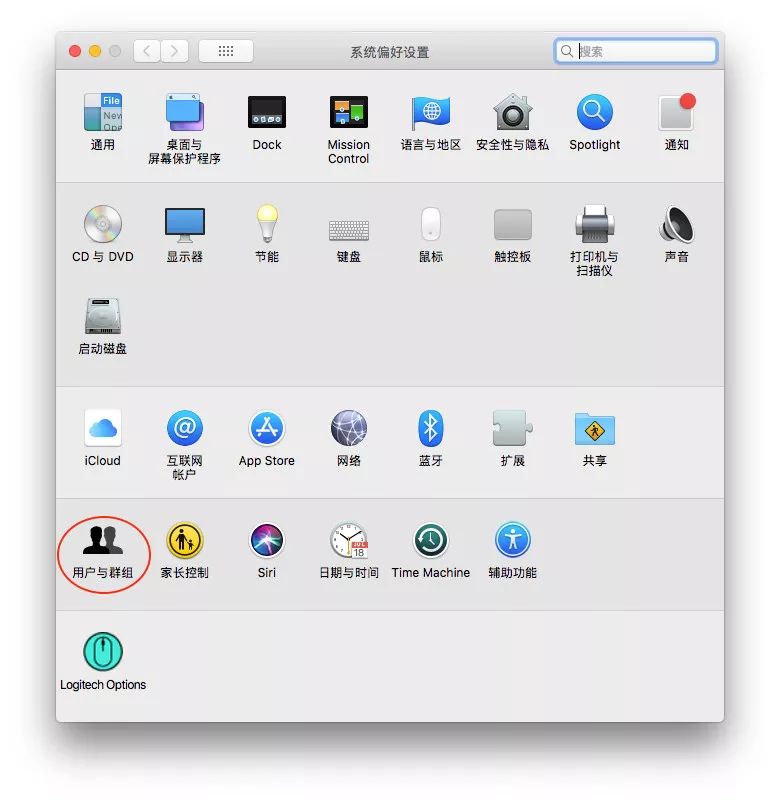 系统偏好设置
搜索
File
New
Ope
通用
桌面与
屏幕保护程序
Dock
Mission
Control
语言与地区
安全性与隐私
Spotlight
通知
CD 与 DVD
显示器
节能
键盘
鼠标
触控板
打印机与
扫描仪
声音
启动磁盘
iCloud
互联网
帐户
App Store
网络
蓝牙
扩展
共享
用户与群组
家长控制
Siri
JUL
18
日期与时间
Time Machine
辅助功能
Logitech Options